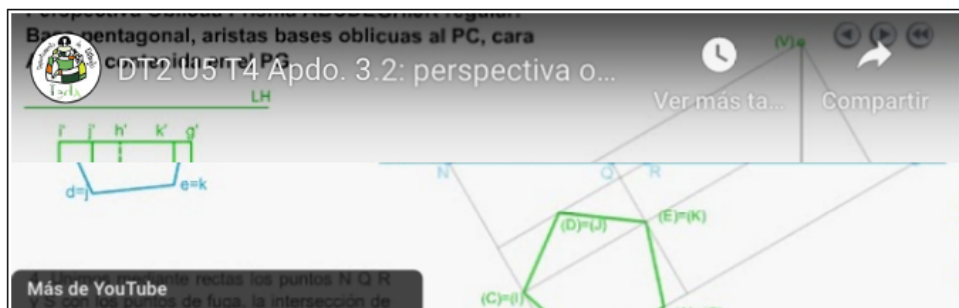 Perspectiva Oblicua Prisma ABCDEGHIJK regular.
Base pentagonal, aristas bases oblicuas al PC, cara
contenida en el PG
DT2 U5 T4 Apdo. 3.2: perspectiva o...
Ver más ta...
Compartir
(V)
LH
i' j' h' k' g'
N Q R
d=j e=k
(D)=(J)
(E)=(K)
(C)=(I)
4. Unimos mediante rectas los puntos N Q R
y S con los puntos de fuga, la intersección de
Más de YouTube